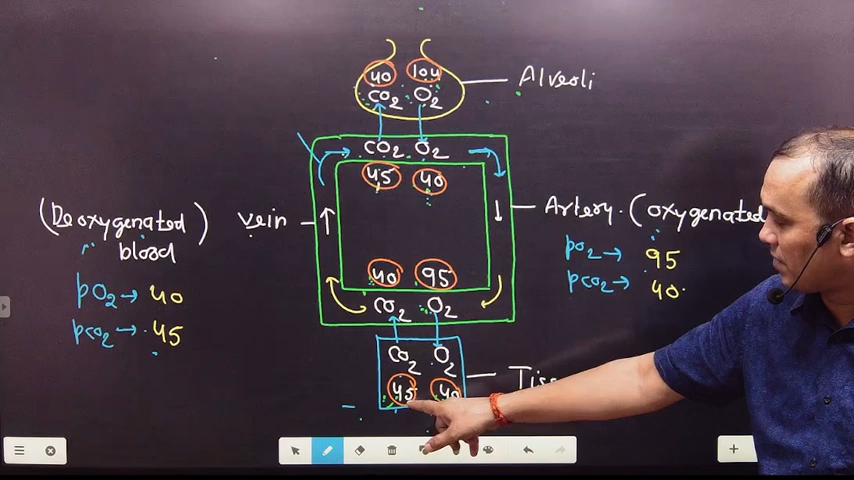 40 104
CO2 O2
Alveoli
CO2 O2
45 40
(Deoxygenated blood)
pO2 → 40
pCO2 → 45
vein
Artery. (oxygenated
pO2 → 95
pCO2 → 40
40 95
CO2 O2
CO2 O2
45 40